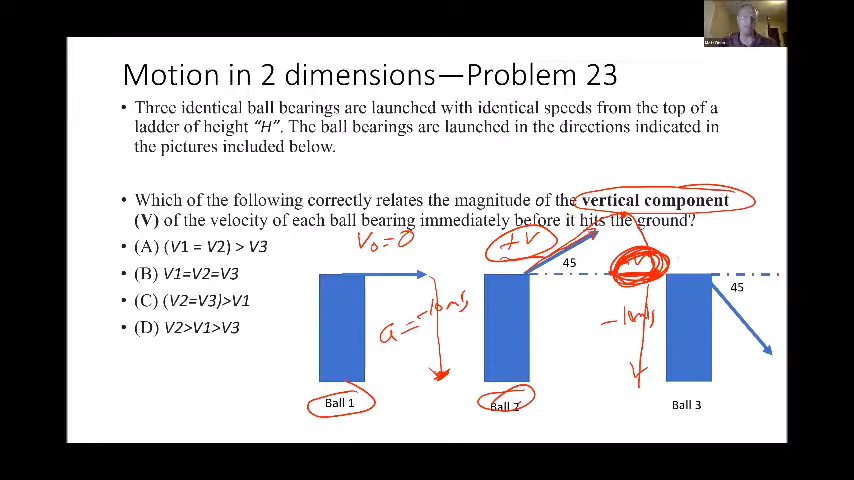 Motion in 2 dimensions—Problem 23
• Three identical ball bearings are launched with identical speeds from the top of a
ladder of height "H". The ball bearings are launched in the directions indicated in
the pictures included below.
• Which of the following correctly relates the magnitude of the vertical component
(V) of the velocity of each ball bearing immediately before it hits the ground?
• (A) (V1 = V2) > V3
• (B) V1=V2=V3
• (C) (V2=V3)>V1
• (D) V2>V1>V3
V₀=0
+V
45
45
a=-10m/s
Ball 1
Ball 2
Ball 3